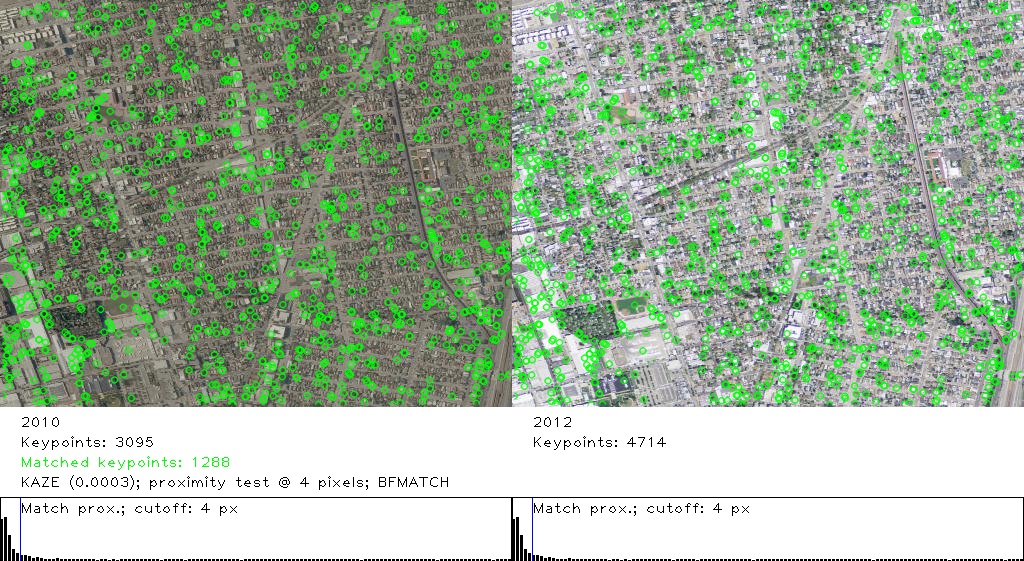 2010
Keypoints: 3095
Matched keypoints: 1288
KAZE (0.0003); proximity test @ 4 pixels; BFMATCH
Match prox.; cutoff: 4 px
2012
Keypoints: 4714
Match prox.; cutoff: 4 px